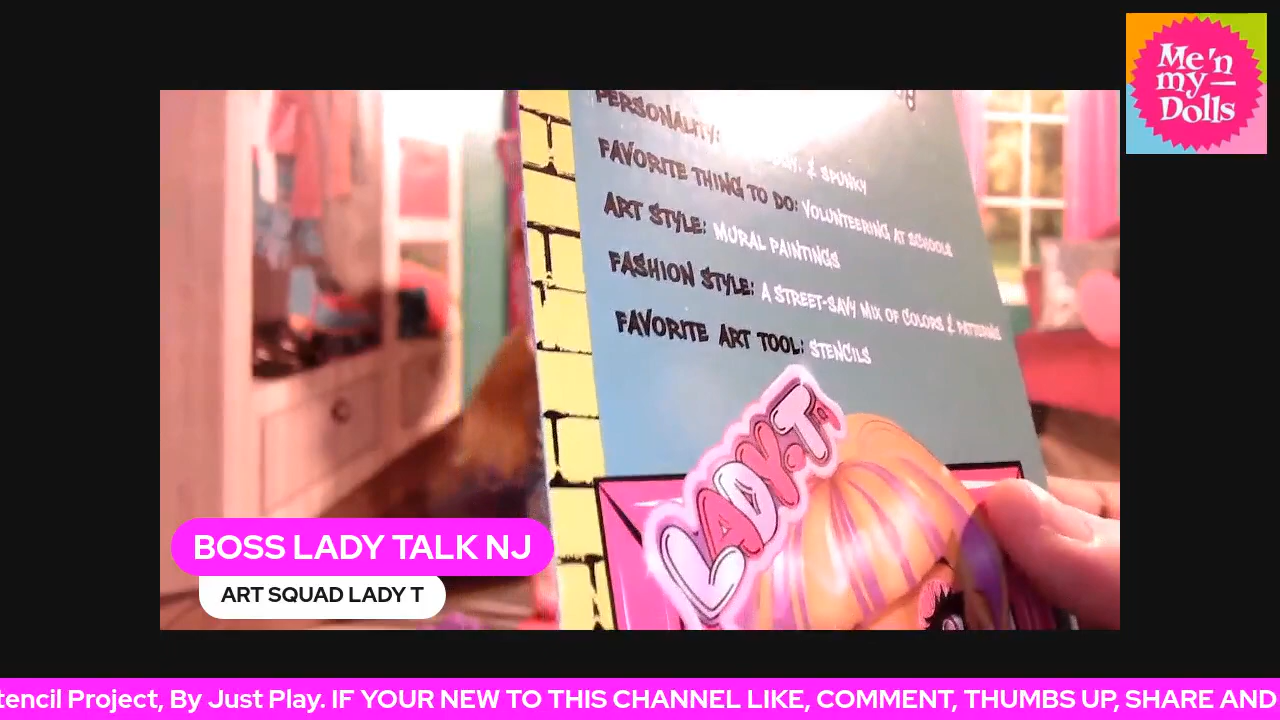 Me'n
my
Dolls
PERSONALITY: & SPUNKY
FAVORITE THING TO DO: VOLUNTEERING AT SCHOOLS
ART STYLE: MURAL PAINTINGS
FASHION STYLE: A STREET-SAVY MIX OF COLORS & PATTERNS
FAVORITE ART TOOL: STENCILS
LADY.T
BOSS LADY TALK NJ
ART SQUAD LADY T
tencil Project, By Just Play. IF YOUR NEW TO THIS CHANNEL LIKE, COMMENT, THUMBS UP, SHARE AND